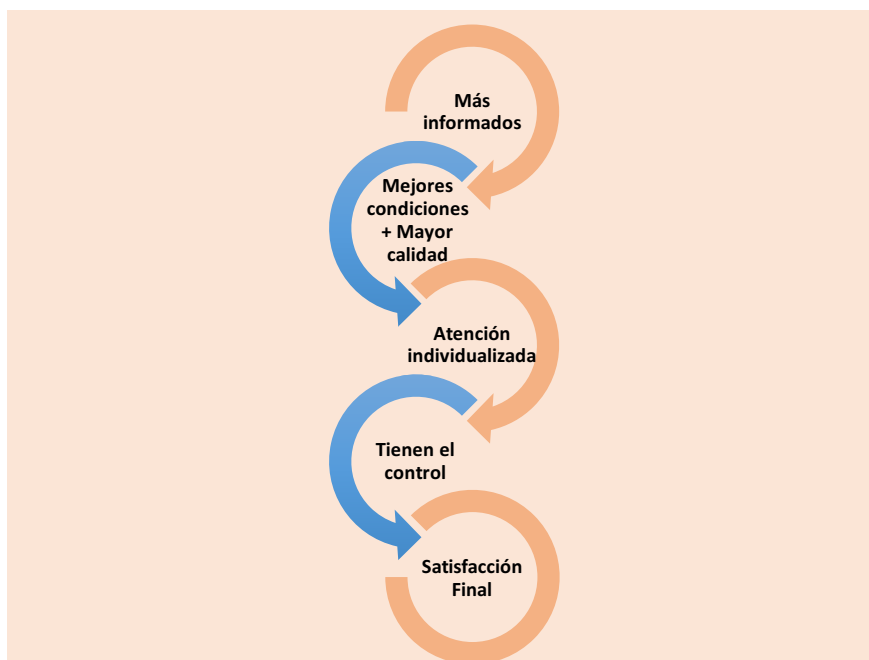 Más
informados
Mejores
condiciones
+ Mayor
calidad
Atención
individualizada
Tienen el
control
Satisfacción
Final